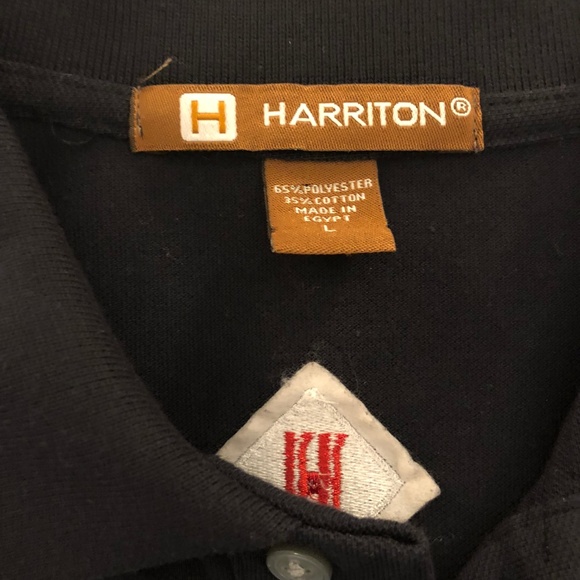 H HARRITON®
65% POLYESTER
35% COTTON
MADE IN
EGYPT
L